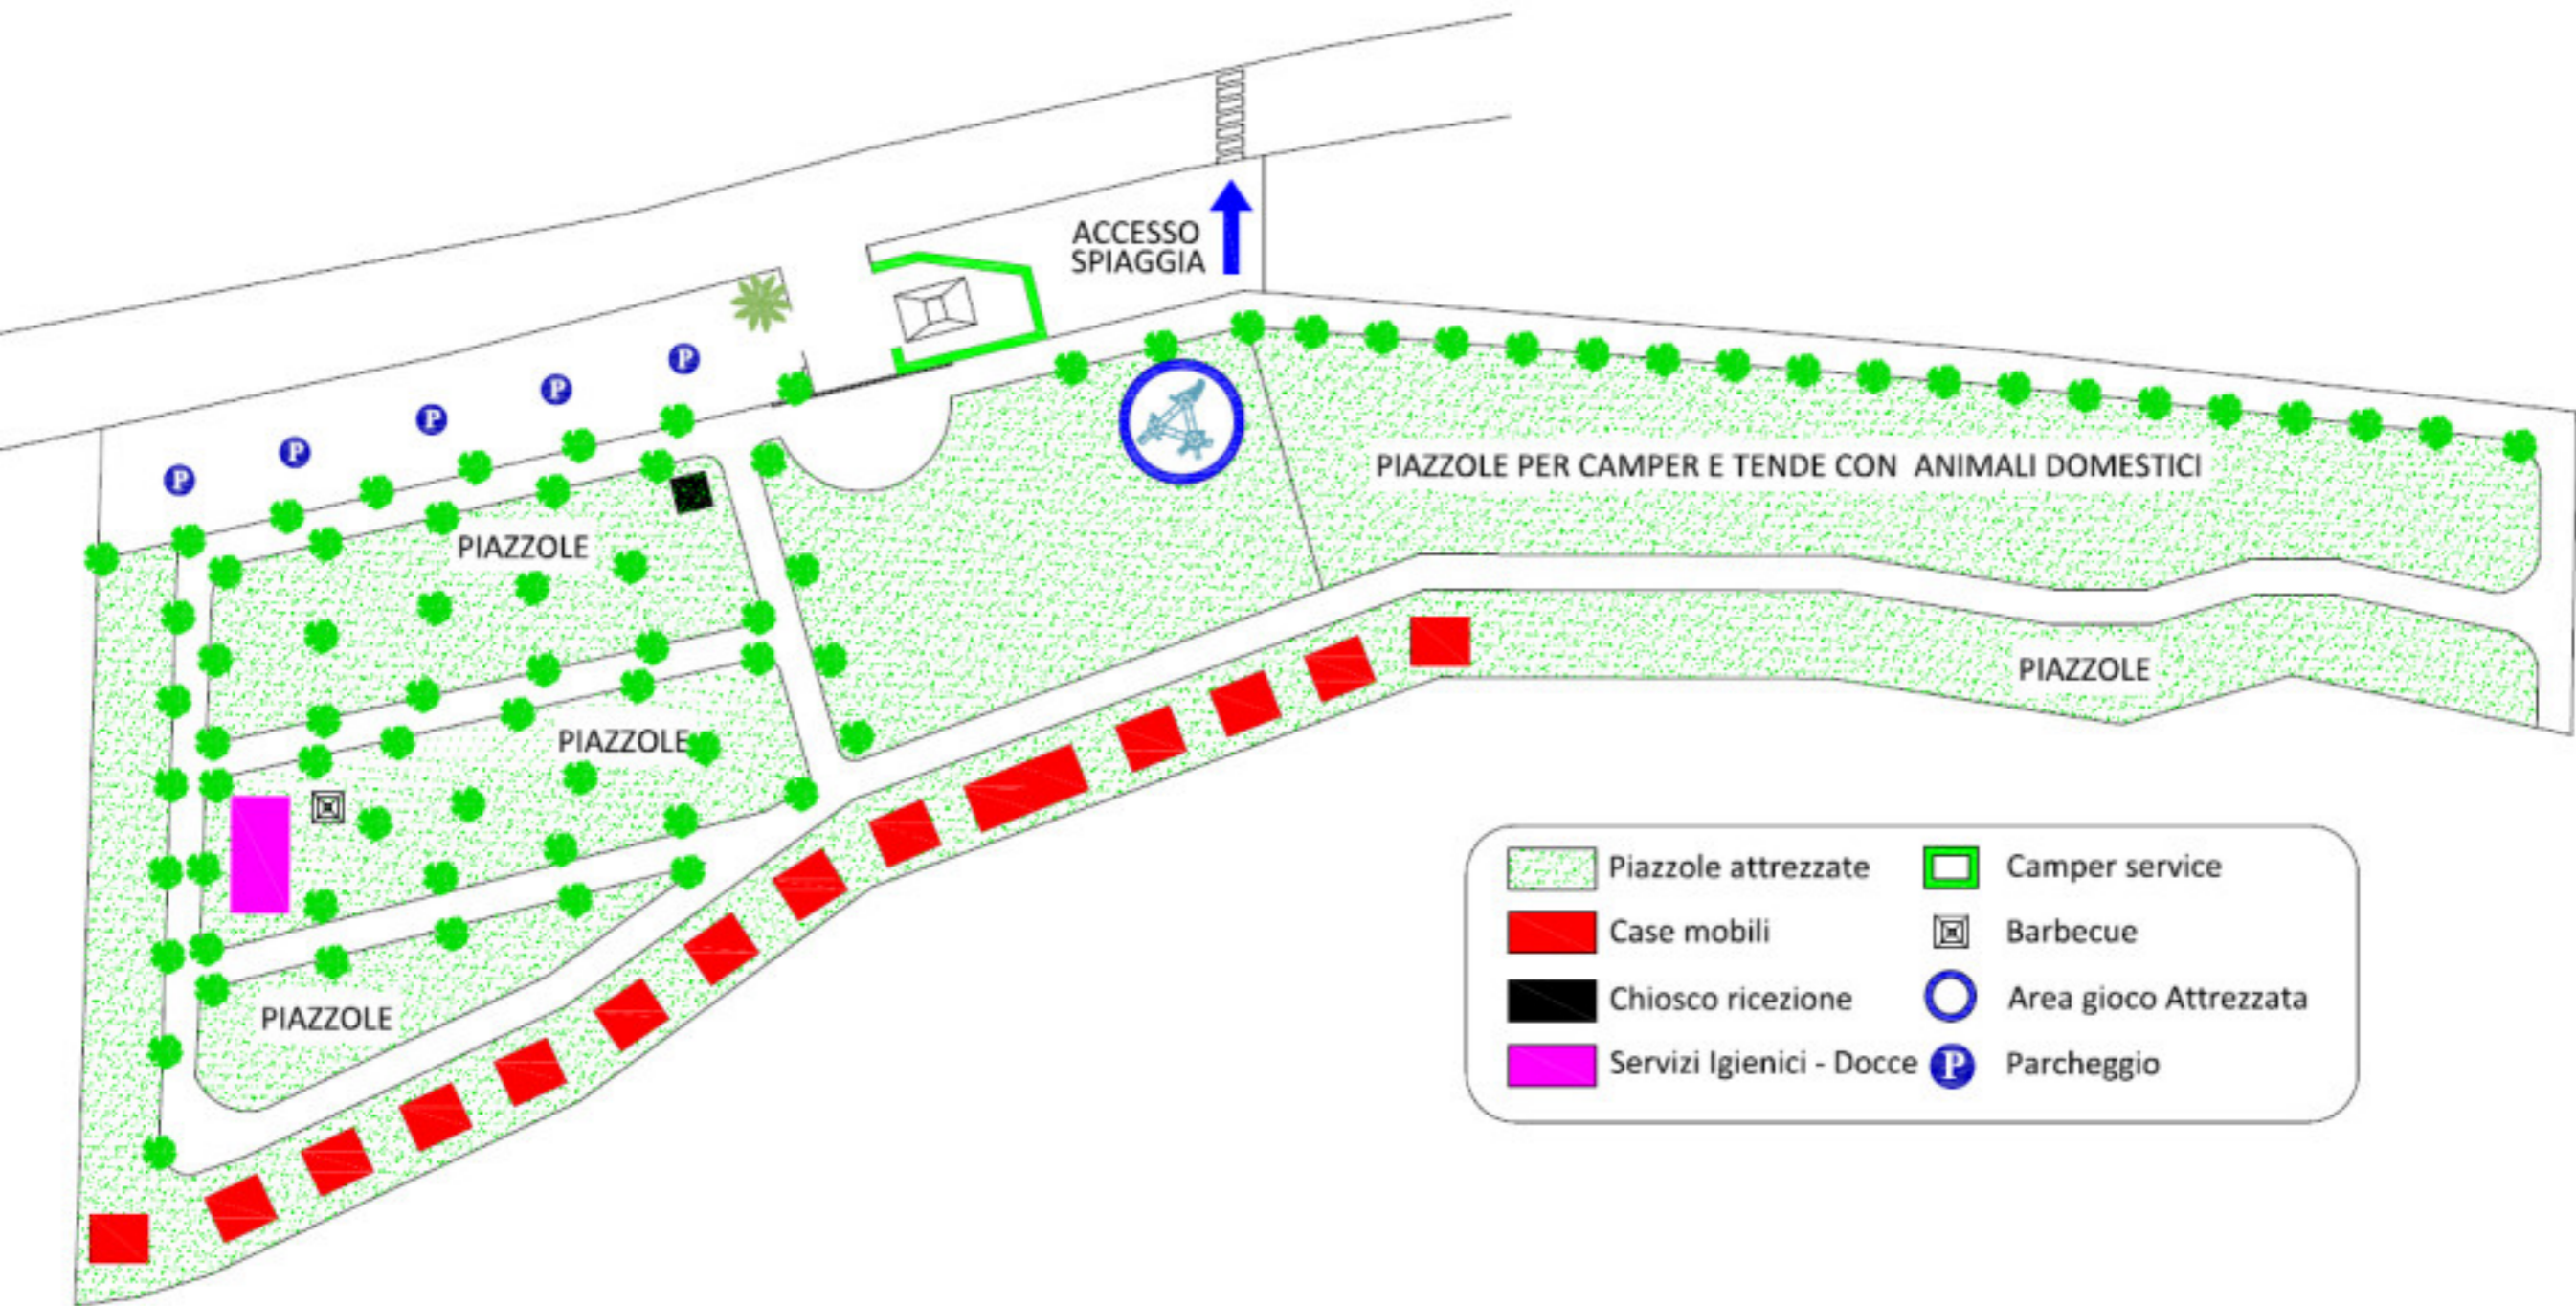 ACCESSO
SPIAGGIA
P
P
P
P
P
PIAZZOLE PER CAMPER E TENDE CON ANIMALI DOMESTICI
PIAZZOLE
PIAZZOLE
PIAZZOLE
PIAZZOLE
Piazzole attrezzate
Camper service
Case mobili
Barbecue
Chiosco ricezione
Area gioco Attrezzata
Servizi Igienici - Docce
P Parcheggio